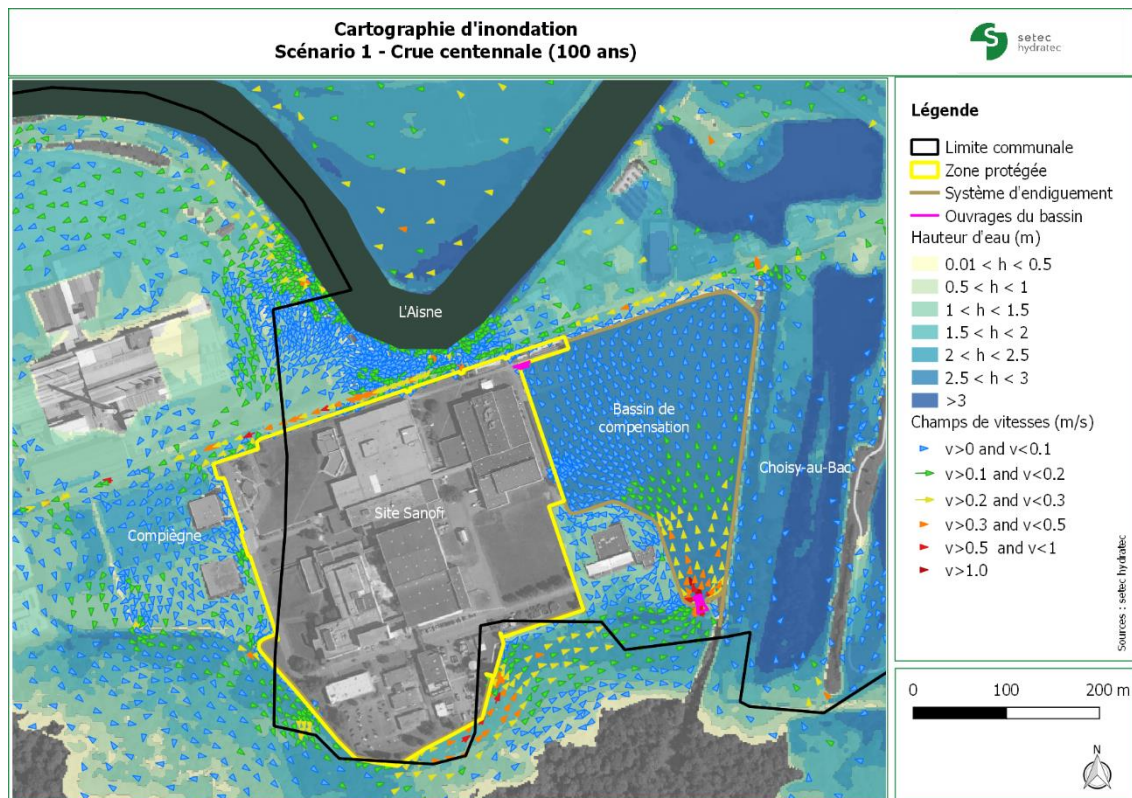 Cartographie d'inondation
Scénario 1 - Crue centennale (100 ans)
setec
hydratec
L'Aisne
Bassin de
compensation
Choisy-au-Bac
Site Sanofi
Compiègne
Légende
Limite communale
Zone protégée
Système d'endiguement
Ouvrages du bassin
Hauteur d'eau (m)
0.01 < h < 0.5
0.5 < h < 1
1 < h < 1.5
1.5 < h < 2
2 < h < 2.5
2.5 < h < 3
>3
Champs de vitesses (m/s)
v>0 and v<0.1
v>0.1 and v<0.2
v>0.2 and v<0.3
v>0.3 and v<0.5
v>0.5 and v<1
v>1.0
Sources : setec hydratec
0 100 200 m
N